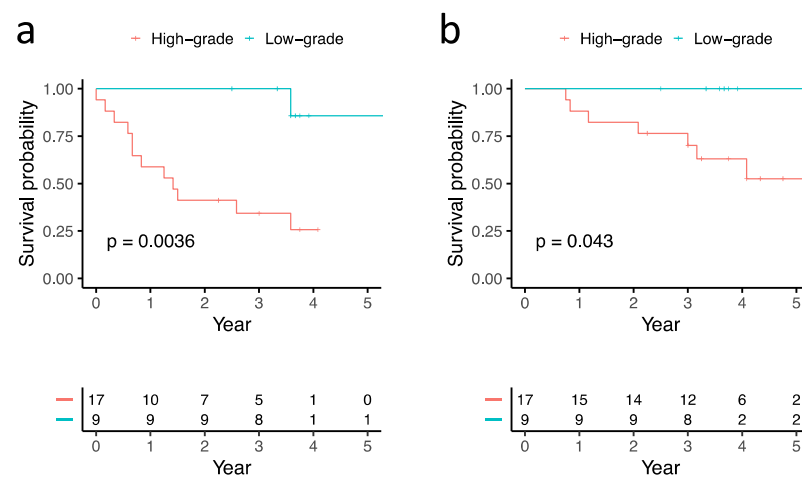 a
High-grade Low-grade
Survival probability
1.00
0.75
0.50
0.25
0.00
p = 0.0036
0 1 2 3 4 5
Year
17 10 7 5 1 0
9 9 9 8 1 1
0 1 2 3 4 5
Year
b
High-grade Low-grade
Survival probability
1.00
0.75
0.50
0.25
0.00
p = 0.043
0 1 2 3 4 5
Year
17 15 14 12 6 2
9 9 9 8 2 2
0 1 2 3 4 5
Year